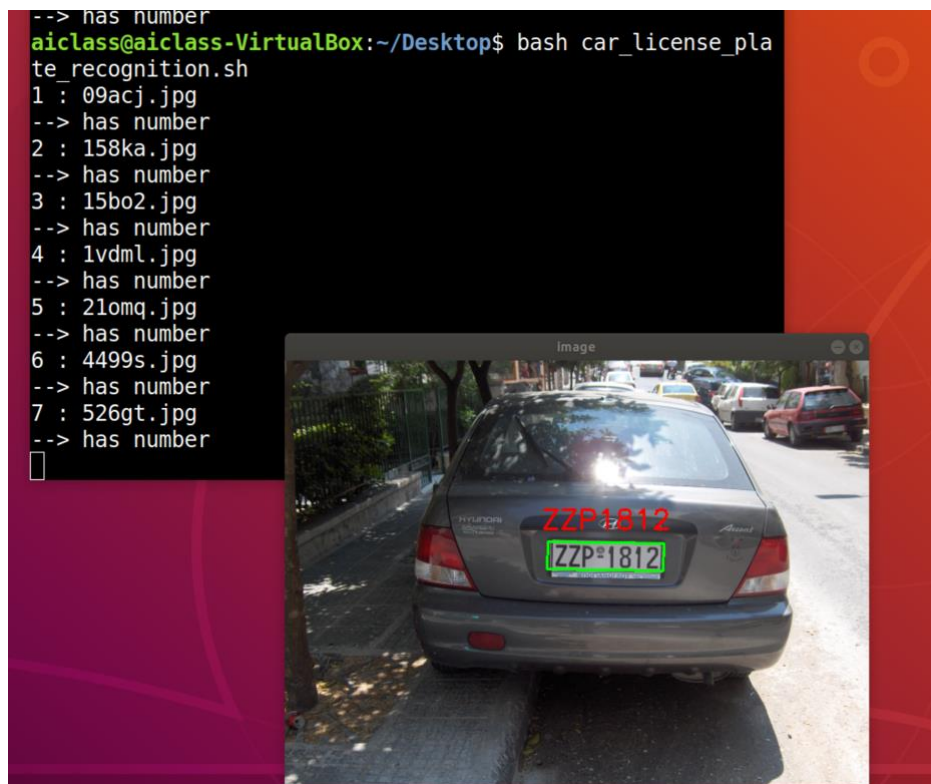 --> has number
aiclass@aiclass-VirtualBox:~/Desktop$ bash car_license_pla
te_recognition.sh
1 : 09acj.jpg
--> has number
2 : 158ka.jpg
--> has number
3 : 15bo2.jpg
--> has number
4 : 1vdml.jpg
--> has number
5 : 21omq.jpg
--> has number
6 : 4499s.jpg
--> has number
7 : 526gt.jpg
--> has number
image
ZZP1812
HYUNDAI
Accent
ZZP-1812